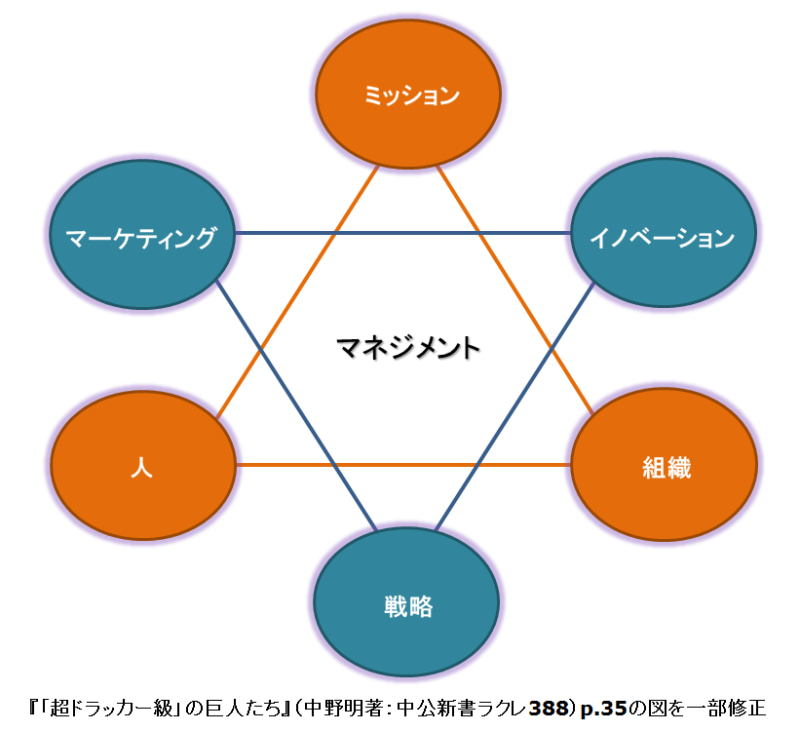 ミッション
マーケティング
イノベーション
マネジメント
人
組織
戦略
『「超ドラッカー級」の巨人たち』(中野明著:中公新書ラクレ388)p.35の図を一部修正